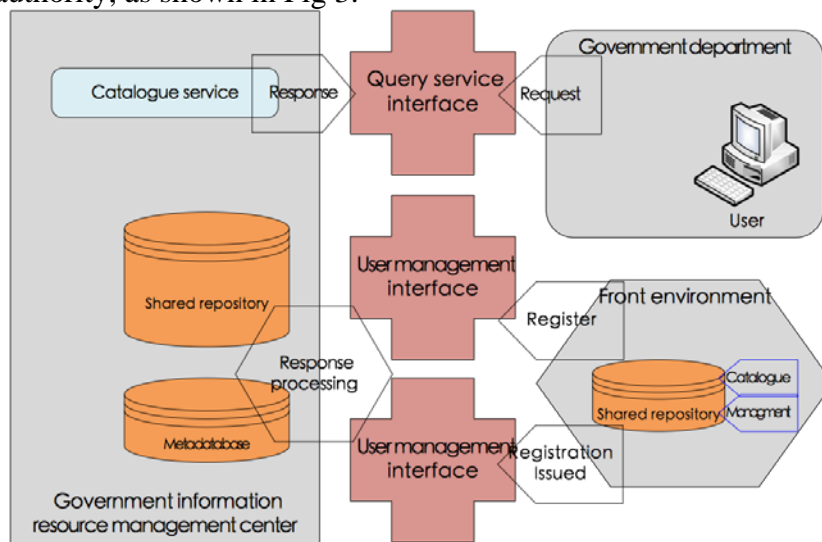 authority, as shown in Fig 3.
Government department
Catalogue service
Response
Query service
interface
Request
User
User management
interface
Front environment
Shared repository
Register
Response
processing
Catalogue
Shared repository
Managment
Metadatabase
User management
interface
Registration
Issued
Government information
resource management center